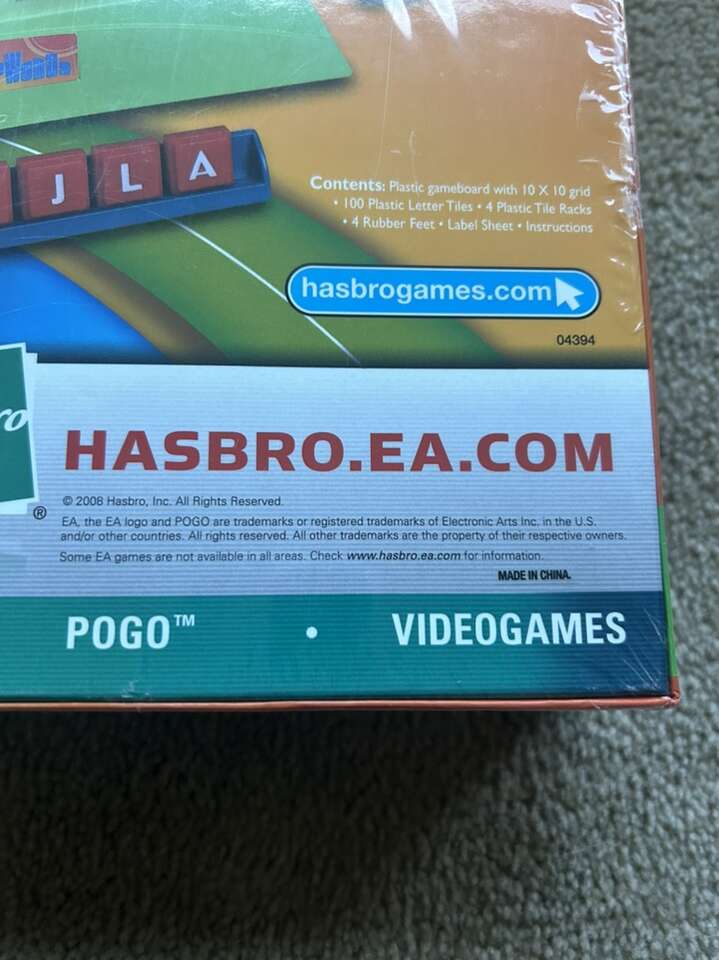 J L A
Contents: Plastic gameboard with 10 X 10 grid
• 100 Plastic Letter Tiles • 4 Plastic Tile Racks
• 4 Rubber Feet • Label Sheet • Instructions
hasbrogames.com
04394
HASBRO.EA.COM
®
© 2008 Hasbro, Inc. All Rights Reserved.
EA, the EA logo and POGO are trademarks or registered trademarks of Electronic Arts Inc. in the U.S.
and/or other countries. All rights reserved. All other trademarks are the property of their respective owners.
Some EA games are not available in all areas. Check www.hasbro.ea.com for information.
MADE IN CHINA.
POGO™ • VIDEOGAMES